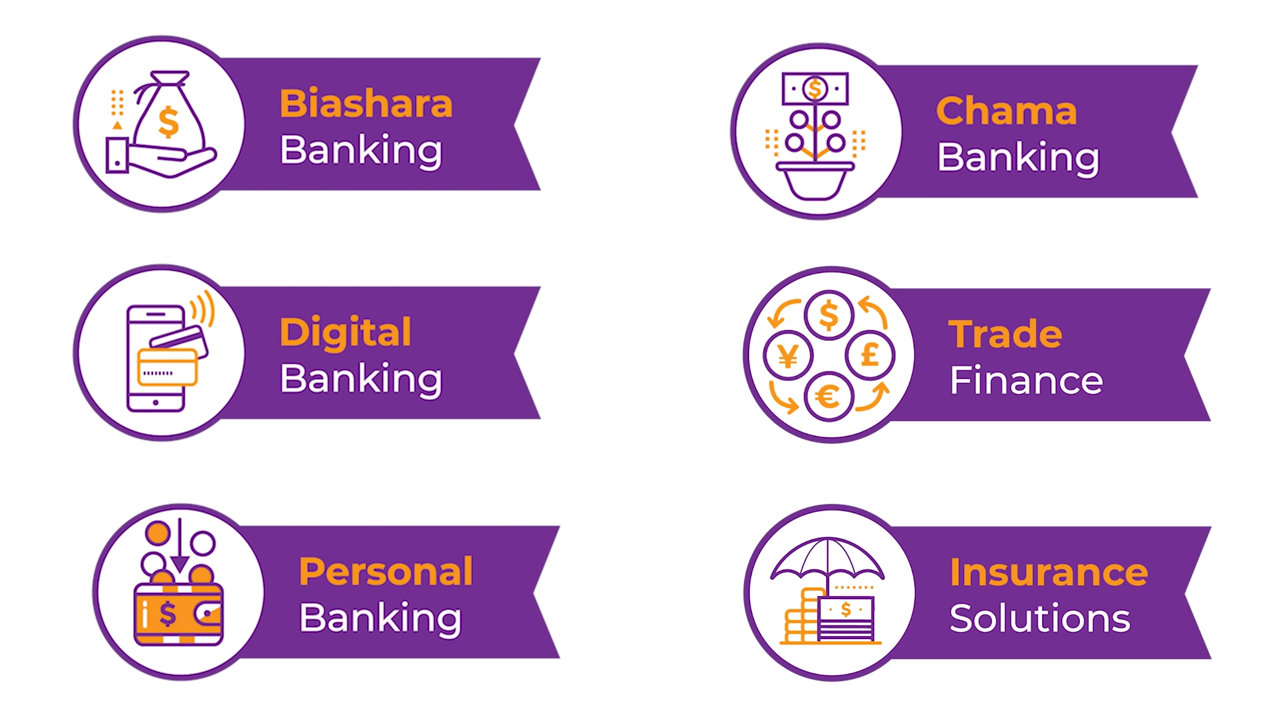 Biashara
Banking
Chama
Banking
Digital
Banking
Trade
Finance
Personal
Banking
Insurance
Solutions